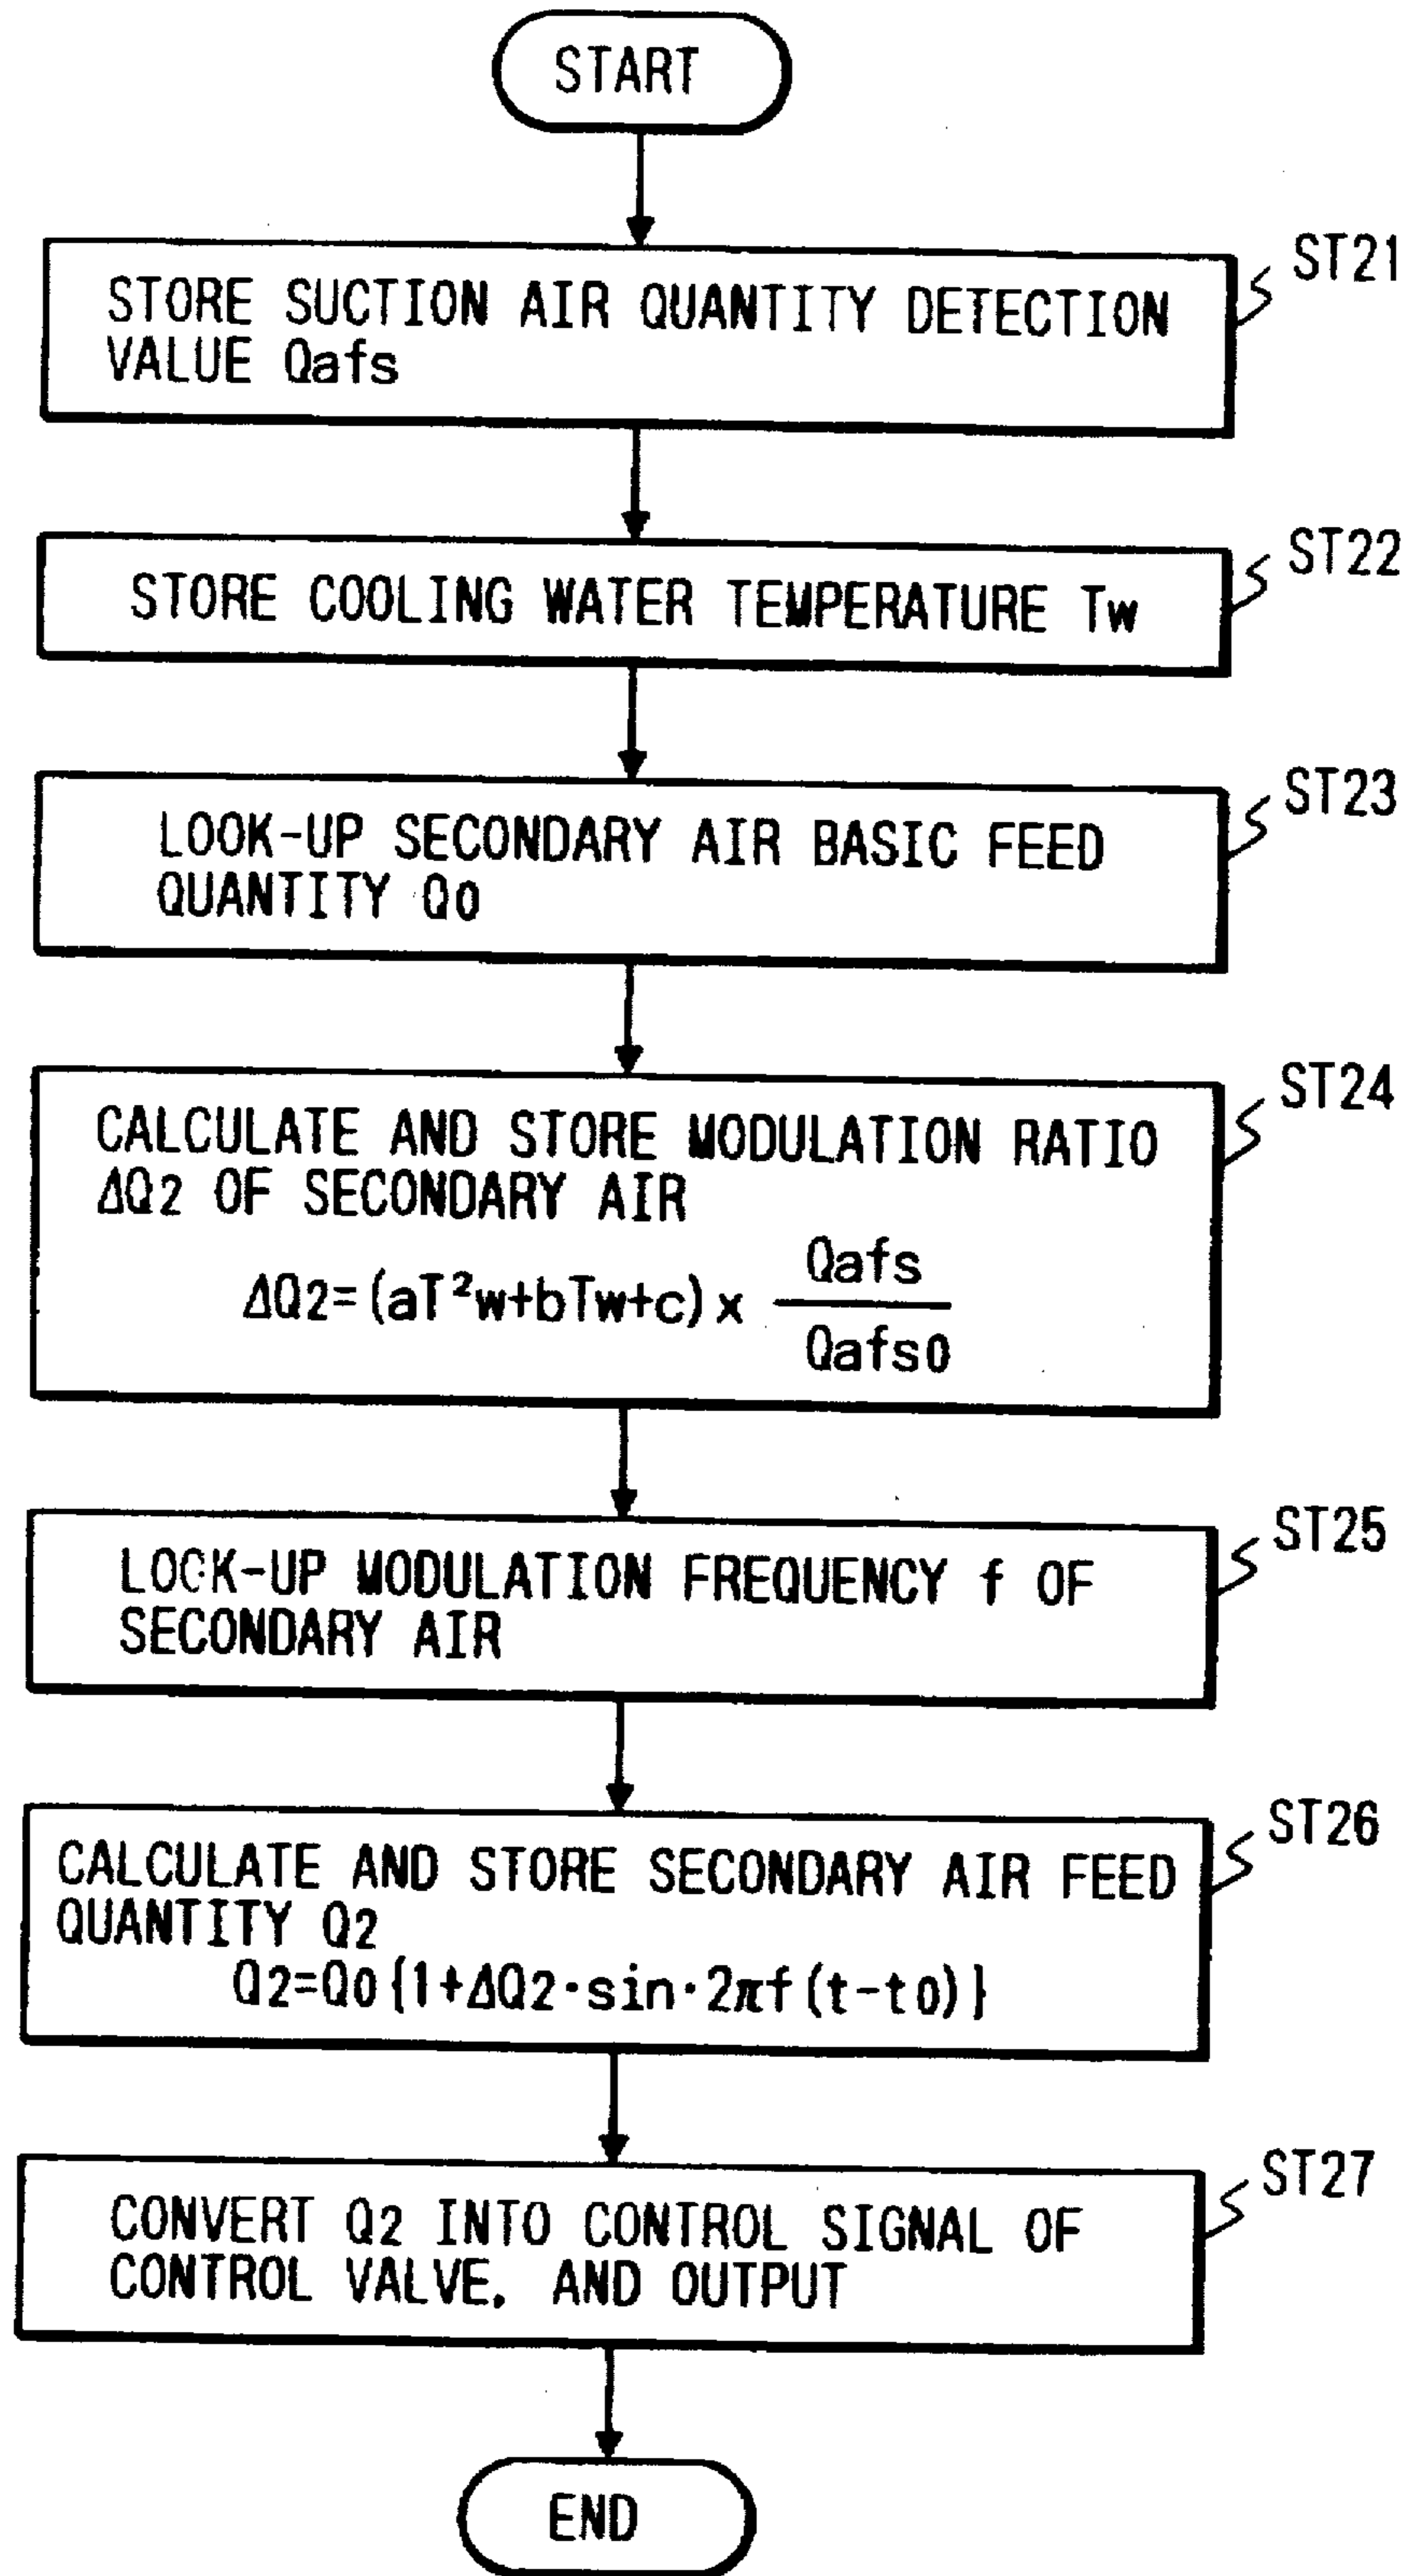 START
ST21
STORE SUCTION AIR QUANTITY DETECTION
VALUE Qafs
ST22
STORE COOLING WATER TEMPERATURE Tw
ST23
LOOK-UP SECONDARY AIR BASIC FEED
QUANTITY Q0
ST24
CALCULATE AND STORE MODULATION RATIO
ΔQ2 OF SECONDARY AIR
ΔQ2=(aT²w+bTw+c)x Qafs
Qafs0
ST25
LOOK-UP MODULATION FREQUENCY f OF
SECONDARY AIR
ST26
CALCULATE AND STORE SECONDARY AIR FEED
QUANTITY Q2
Q2=Q0{1+ΔQ2·sin·2πf(t-t0)}
ST27
CONVERT Q2 INTO CONTROL SIGNAL OF
CONTROL VALVE, AND OUTPUT
END